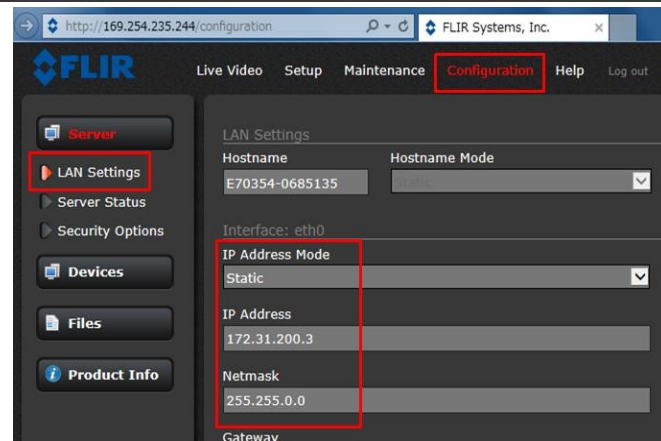 http://169.254.235.244/configuration
FLIR Systems, Inc.
FLIR
Live Video Setup Maintenance Configuration Help Log out
Server
LAN Settings
Server Status
Security Options
Devices
Files
Product Info
LAN Settings
Hostname Hostname Mode
E70354-0685135 Static
Interface: eth0
IP Address Mode
Static
IP Address
172.31.200.3
Netmask
255.255.0.0
Gateway